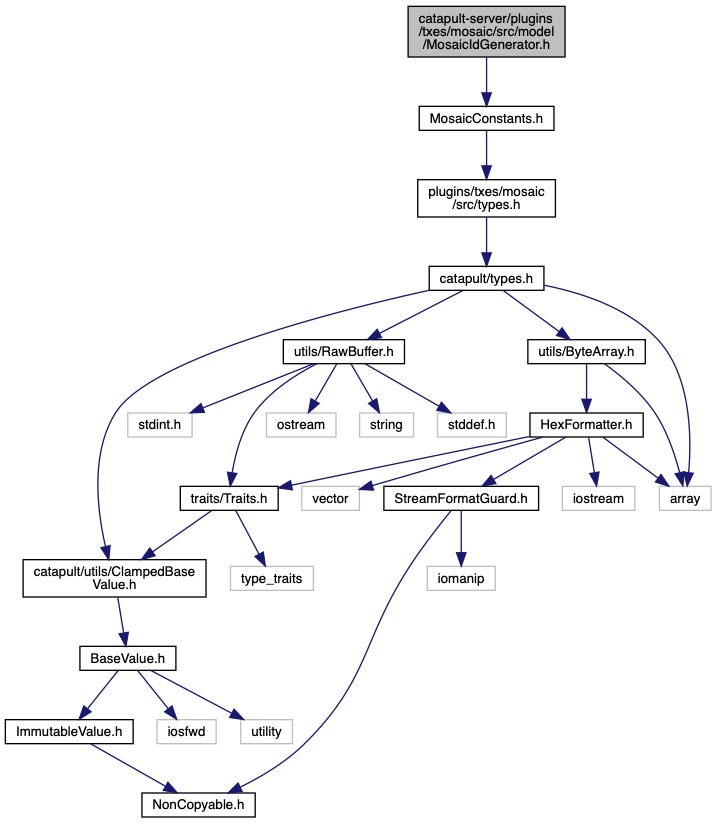 catapult-server/plugins
/txes/mosaic/src/model
/MosaicIdGenerator.h
MosaicConstants.h
plugins/txes/mosaic
/src/types.h
catapult/types.h
utils/RawBuffer.h
utils/ByteArray.h
stdint.h
ostream
string
stddef.h
HexFormatter.h
traits/Traits.h
vector
StreamFormatGuard.h
iostream
array
catapult/utils/ClampedBase
Value.h
type_traits
iomanip
BaseValue.h
ImmutableValue.h
iosfwd
utility
NonCopyable.h